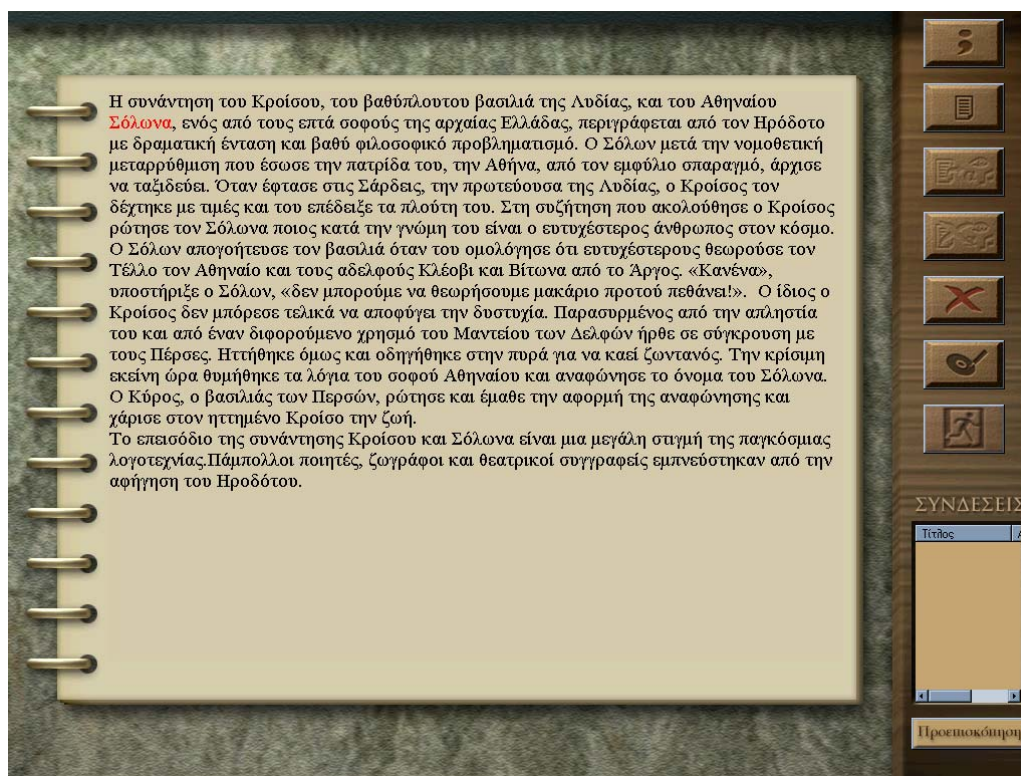 Η συνάντηση του Κροίσου, του βαθύπλουτου βασιλιά της Λυδίας, και του Αθηναίου
Σόλωνα, ενός από τους επτά σοφούς της αρχαίας Ελλάδας, περιγράφεται από τον Ηρόδοτο
με δραματική ένταση και βαθύ φιλοσοφικό προβληματισμό. Ο Σόλων μετά την νομοθετική
μεταρρύθμιση που έσωσε την πατρίδα του, την Αθήνα, από τον εμφύλιο σπαραγμό, άρχισε
να ταξιδεύει. Όταν έφτασε στις Σάρδεις, την πρωτεύουσα της Λυδίας, ο Κροίσος τον
δέχτηκε με τιμές και του επέδειξε τα πλούτη του. Στη συζήτηση που ακολούθησε ο Κροίσος
ρώτησε τον Σόλωνα ποιος κατά την γνώμη του είναι ο ευτυχέστερος άνθρωπος στον κόσμο.
Ο Σόλων απογοήτευσε τον βασιλιά όταν του ομολόγησε ότι ευτυχέστερους θεωρούσε τον
Τέλλο τον Αθηναίο και τους αδελφούς Κλέοβι και Βίτωνα από το Άργος. «Κανένα»,
υποστήριξε ο Σόλων, «δεν μπορούμε να θεωρήσουμε μακάριο προτού πεθάνει!».  Ο ίδιος ο
Κροίσος δεν μπόρεσε τελικά να αποφύγει την δυστυχία. Παρασυρμένος από την απληστία
του και από έναν διφορούμενο χρησμό του Μαντείου των Δελφών ήρθε σε σύγκρουση με
τους Πέρσες. Ηττήθηκε όμως και οδηγήθηκε στην πυρά για να καεί ζωντανός. Την κρίσιμη
εκείνη ώρα θυμήθηκε τα λόγια του σοφού Αθηναίου και αναφώνησε το όνομα του Σόλωνα.
Ο Κύρος, ο βασιλιάς των Περσών, ρώτησε και έμαθε την αφορμή της αναφώνησης και
χάρισε στον ηττημένο Κροίσο την ζωή.
Το επεισόδιο της συνάντησης Κροίσου και Σόλωνα είναι μια μεγάλη στιγμή της παγκόσμιας
λογοτεχνίας.Πάμπολλοι ποιητές, ζωγράφοι και θεατρικοί συγγραφείς εμπνεύστηκαν από την
αφήγηση του Ηροδότου.
ΣΥΝΔΕΣΕΙΣ
Τίτλος
Προεπισκόπηση